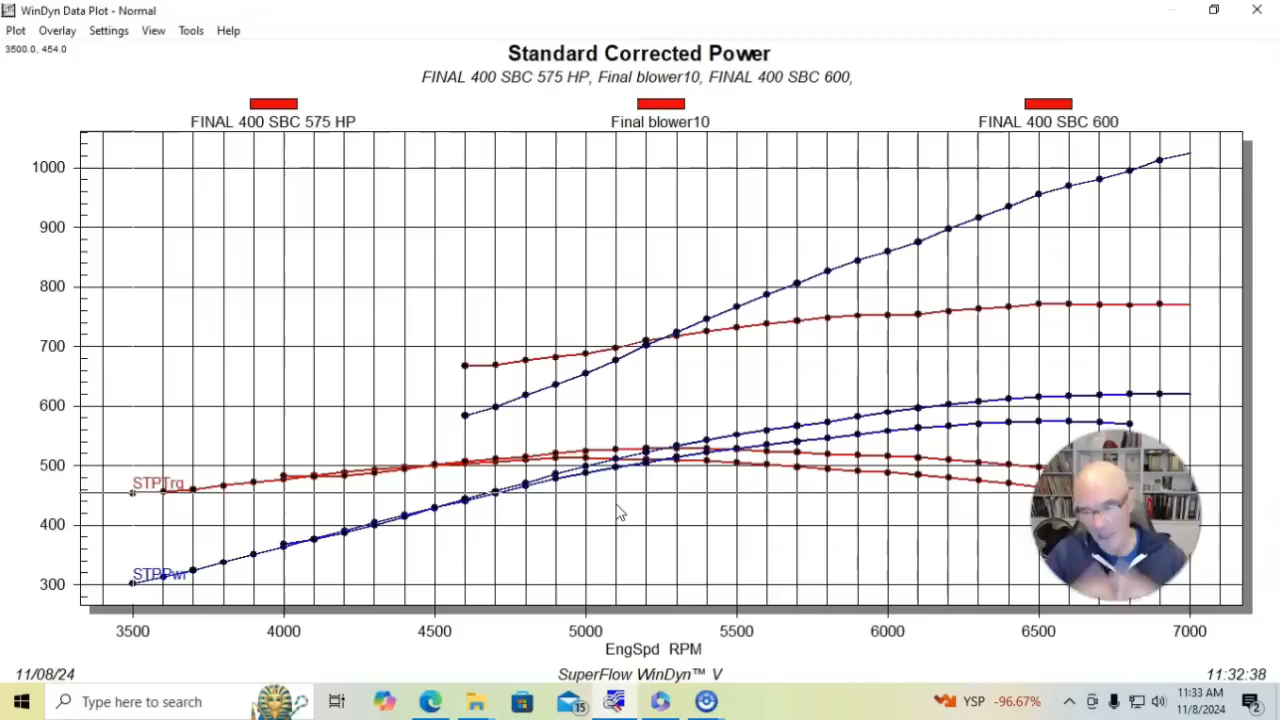 WinDyn Data Plot - Normal
Plot Overlay Settings View Tools Help
3500.0, 454.0
Standard Corrected Power
FINAL 400 SBC 575 HP, Final blower10, FINAL 400 SBC 600,
FINAL 400 SBC 575 HP Final blower10 FINAL 400 SBC 600
1000
900
800
700
600
500
STPTrq
400
STPPwr
300
3500 4000 4500 5000 5500 6000 6500 7000
EngSpd RPM
11/08/24 SuperFlow WinDyn™ V 11:32:38
Type here to search 15 YSP -96.67% 11:33 AM
11/8/2024 2